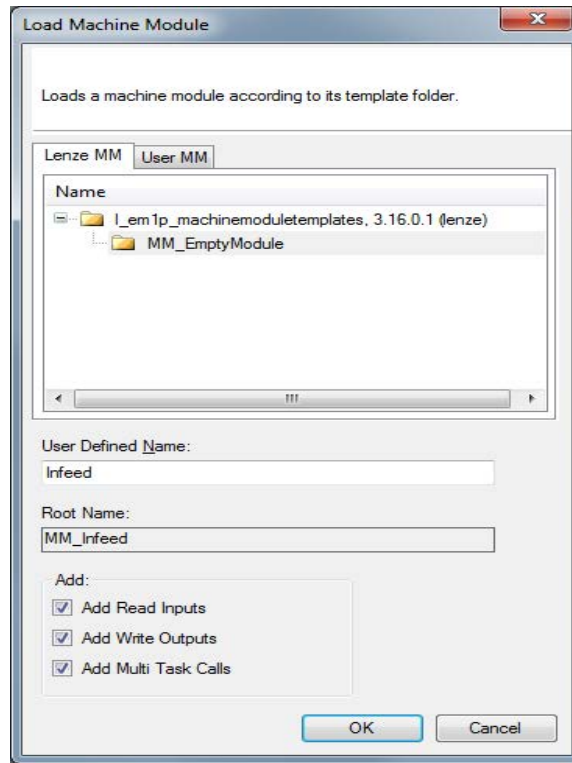 Load Machine Module
Loads a machine module according to its template folder.
Lenze MM
User MM
Name
l_em1p_machinemoduletemplates, 3.16.0.1 (lenze)
MM_EmptyModule
User Defined Name:
Infeed
Root Name:
MM_Infeed
Add:
Add Read Inputs
Add Write Outputs
Add Multi Task Calls
OK
Cancel